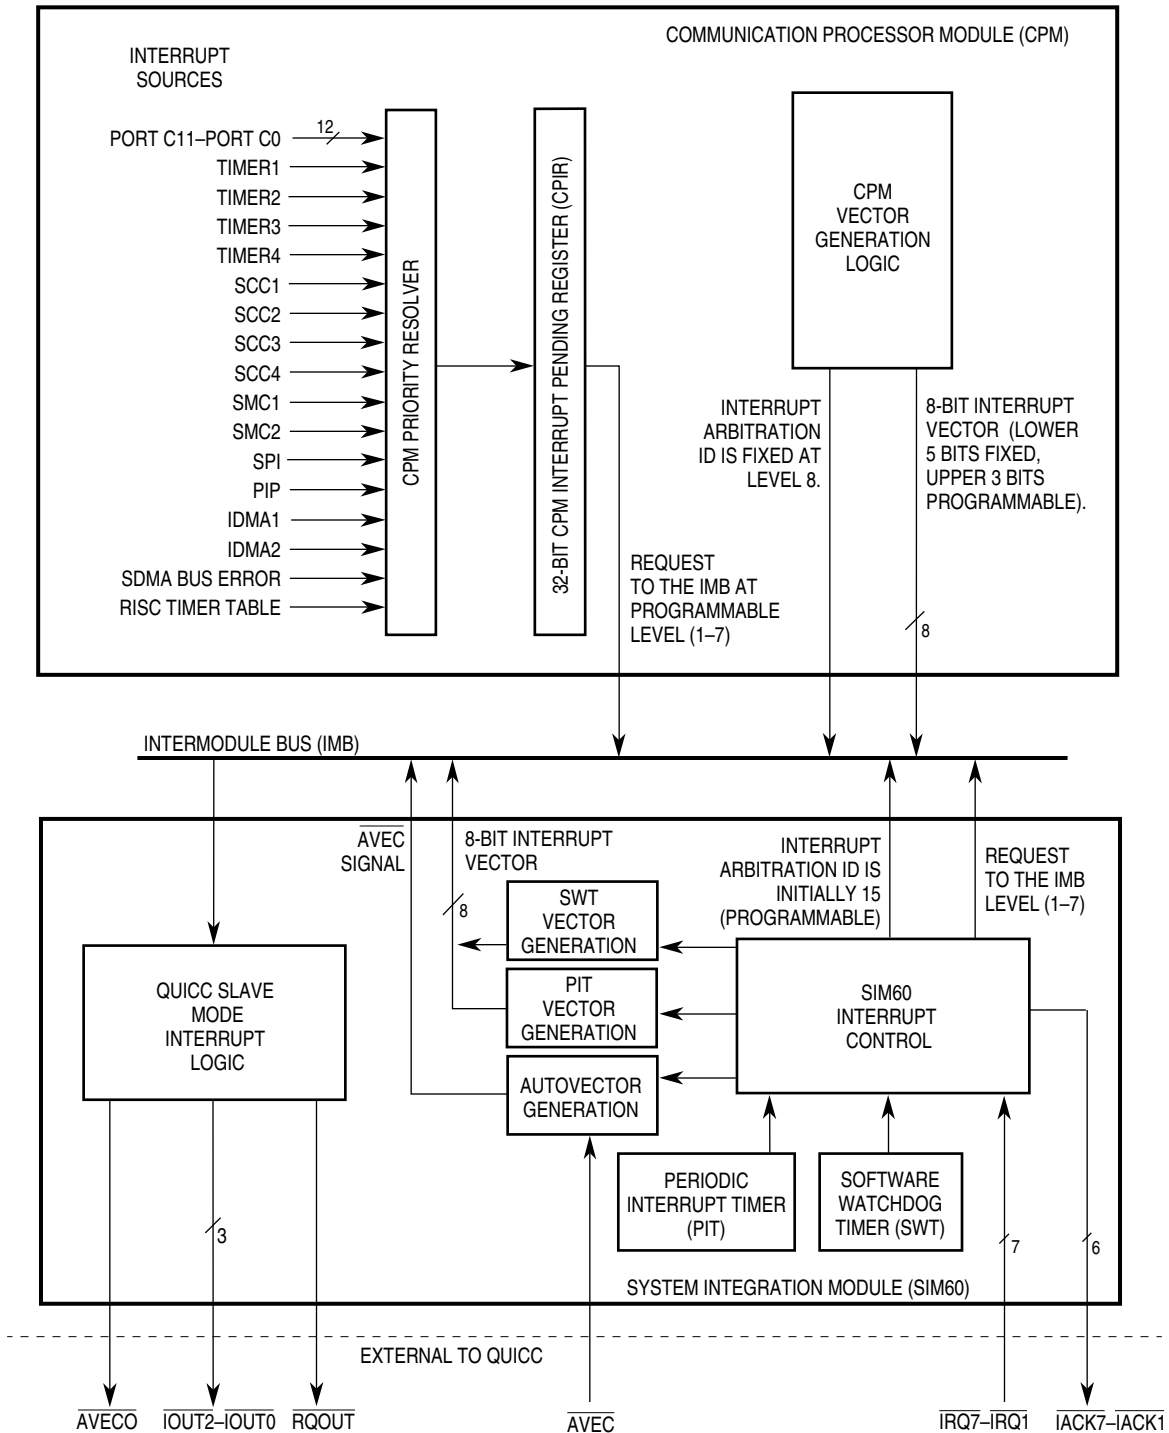 COMMUNICATION PROCESSOR MODULE (CPM)
INTERRUPT
SOURCES
PORT C11–PORT C0
12
TIMER1
TIMER2
TIMER3
TIMER4
SCC1
SCC2
SCC3
SCC4
SMC1
SMC2
SPI
PIP
IDMA1
IDMA2
SDMA BUS ERROR
RISC TIMER TABLE
CPM PRIORITY RESOLVER
32-BIT CPM INTERRUPT PENDING REGISTER (CPIR)
CPM
VECTOR
GENERATION
LOGIC
INTERRUPT
ARBITRATION
ID IS FIXED AT
LEVEL 8.
8-BIT INTERRUPT
VECTOR (LOWER
5 BITS FIXED,
UPPER 3 BITS
PROGRAMMABLE).
REQUEST
TO THE IMB AT
PROGRAMMABLE
LEVEL (1–7)
8
INTERMODULE BUS (IMB)
AVEC
SIGNAL
8-BIT INTERRUPT
VECTOR
8
INTERRUPT
ARBITRATION ID IS
INITIALLY 15
(PROGRAMMABLE)
REQUEST
TO THE IMB
LEVEL (1–7)
SWT
VECTOR
GENERATION
QUICC SLAVE
MODE
INTERRUPT
LOGIC
PIT
VECTOR
GENERATION
SIM60
INTERRUPT
CONTROL
AUTOVECTOR
GENERATION
PERIODIC
INTERRUPT TIMER
(PIT)
SOFTWARE
WATCHDOG
TIMER (SWT)
3
7
6
SYSTEM INTEGRATION MODULE (SIM60)
EXTERNAL TO QUICC
AVECO
IOUT2–IOUT0
RQOUT
AVEC
IRQ7–IRQ1
IACK7–IACK1